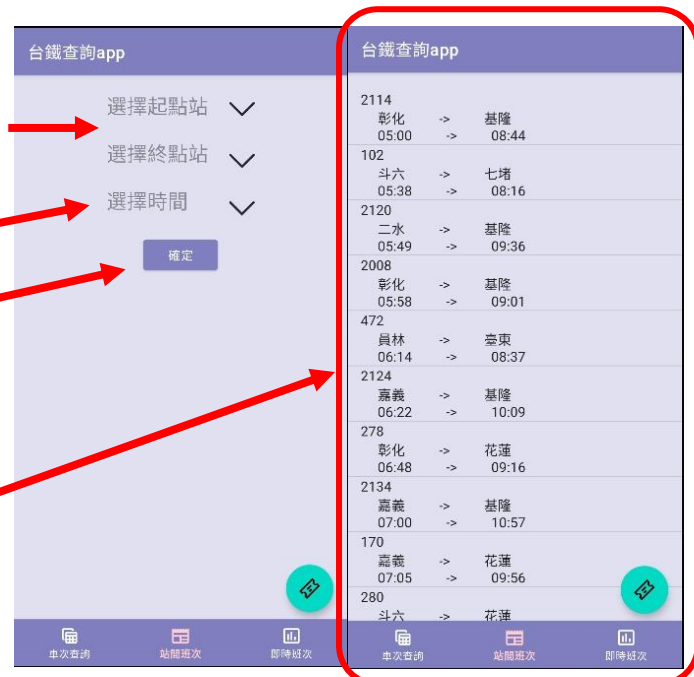 台鐵查詢app
選擇起點站
選擇終點站
選擇時間
確定
車次查詢
站間班次
即時班次
台鐵查詢app
2114
彰化 -> 基隆
05:00 -> 08:44
102
斗六 -> 七堵
05:38 -> 08:16
2120
二水 -> 基隆
05:49 -> 09:36
2008
彰化 -> 基隆
05:58 -> 09:01
472
員林 -> 臺東
06:14 -> 08:37
2124
嘉義 -> 基隆
06:22 -> 10:09
278
彰化 -> 花蓮
06:48 -> 09:16
2134
嘉義 -> 基隆
07:00 -> 10:57
170
嘉義 -> 花蓮
07:05 -> 09:56
280
斗六 -> 花蓮
車次查詢
站間班次
即時班次